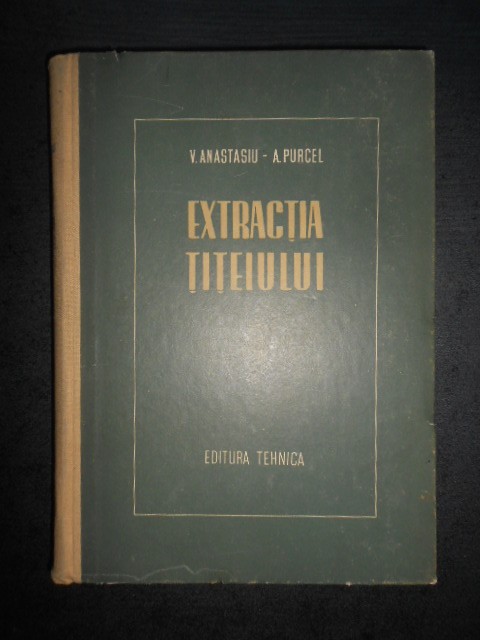 V. ANASTASIU - A. PURCEL
EXTRACȚIA
ȚIȚEIULUI
EDITURA TEHNICA